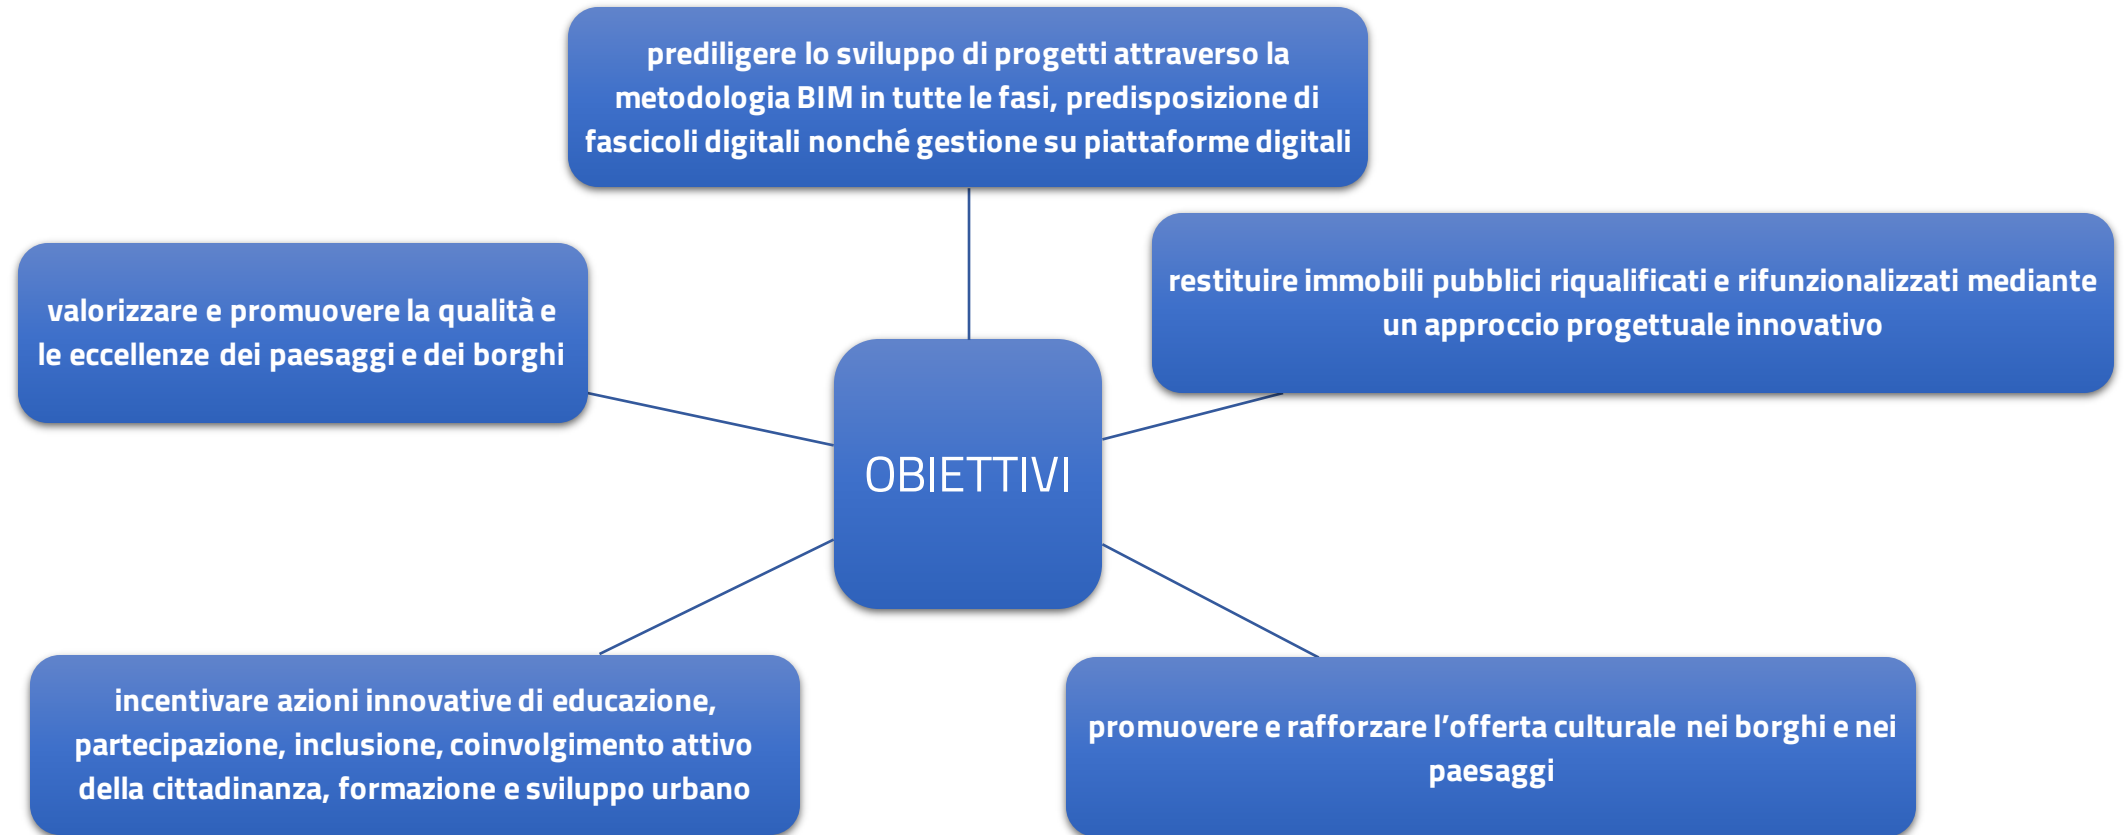 prediligere lo sviluppo di progetti attraverso la
metodologia BIM in tutte le fasi, predisposizione di
fascicoli digitali nonché gestione su piattaforme digitali
restituire immobili pubblici riqualificati e rifunzionalizzati mediante
un approccio progettuale innovativo
valorizzare e promuovere la qualità e
le eccellenze dei paesaggi e dei borghi
OBIETTIVI
incentivare azioni innovative di educazione,
partecipazione, inclusione, coinvolgimento attivo
della cittadinanza, formazione e sviluppo urbano
promuovere e rafforzare l’offerta culturale nei borghi e nei
paesaggi